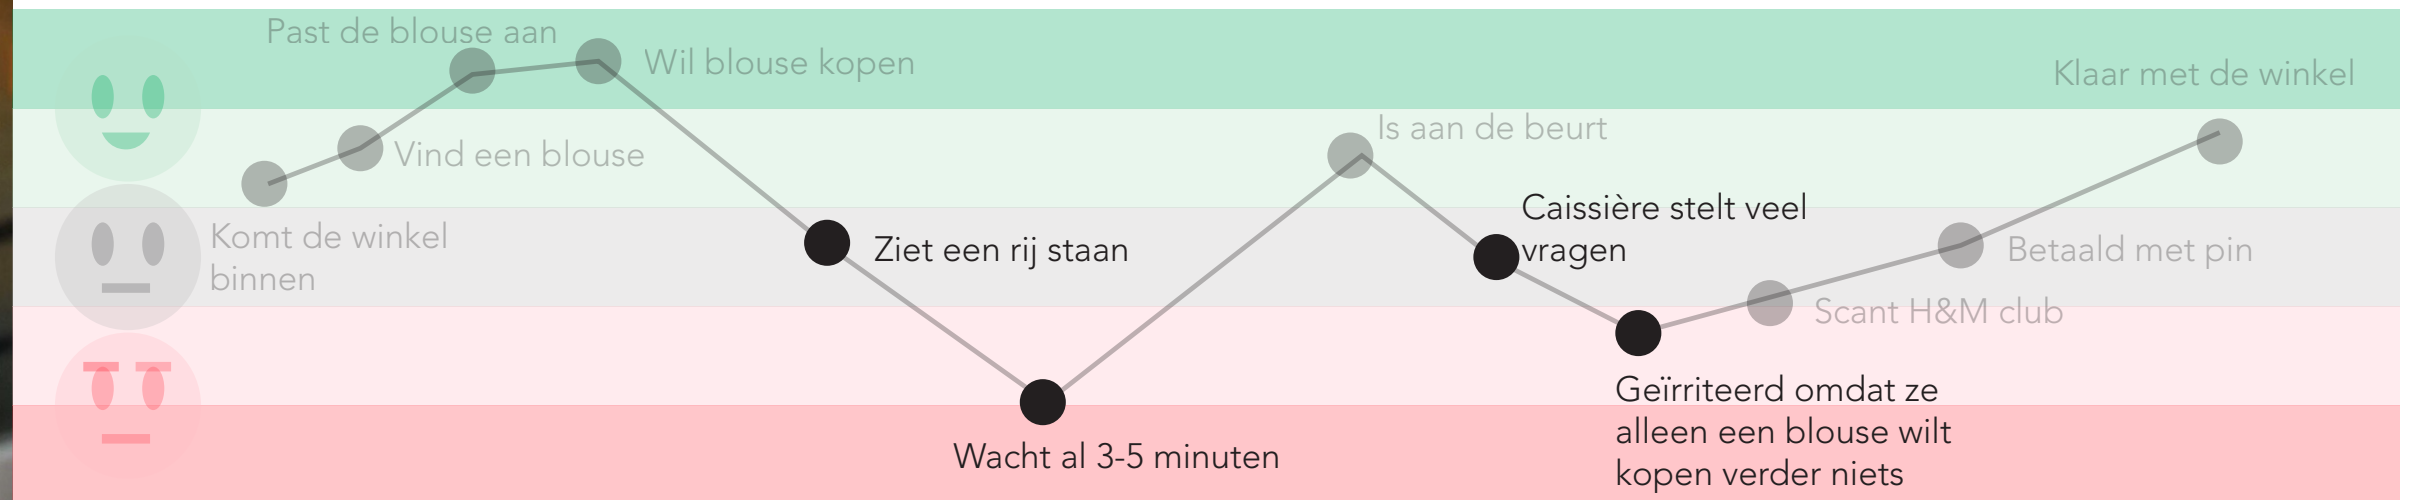 Past de blouse aan
Wil blouse kopen
Klaar met de winkel
Is aan de beurt
Vind een blouse
Caissière stelt veel
vragen
Komt de winkel
binnen
Ziet een rij staan
Betaald met pin
Scant H&M club
Geïrriteerd omdat ze
alleen een blouse wilt
kopen verder niets
Wacht al 3-5 minuten